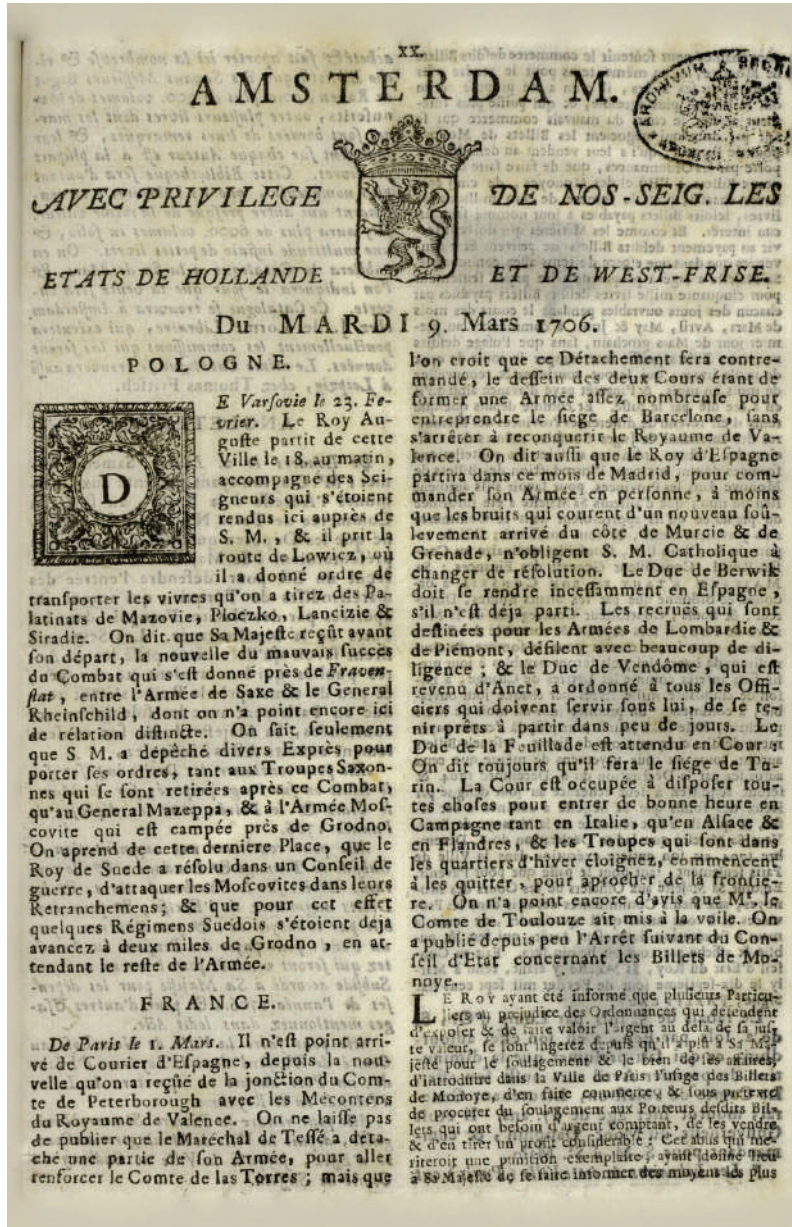 XX.
AMSTERDAM.
AVEC PRIVILEGE DE NOS-SEIG. LES
ETATS DE HOLLANDE ET DE WEST-FRISE.
Du MARDI 9. Mars 1706.
POLOGNE.
DE Varsovie le 23. Fe-
vrier. Le Roy Au-
guste partit de cette
Ville le 18. au matin,
accompagné des Sei-
gneurs qui s'étoient
rendus ici auprès de
S. M., & il prit la
route de Lowicz, où
il a donné ordre de
transporter les vivres qu'on a tirez des Pa-
latinats de Mazovie, Ploczko, Lancizie &
Siradie. On dit que Sa Majesté reçût avant
son départ, la nouvelle du mauvais succès
du Combat qui s'est donné près de Fraven-
stat, entre l'Armée de Saxe & le General
Rheinschild, dont on n'a point encore ici
de rélation distincte. On sait seulement
que S M. a dépêché divers Exprès pour
porter ses ordres, tant aux Troupes Saxon-
nes qui se sont retirées après ce Combat,
qu'au General Mazeppa, & à l'Armée Mos-
covite qui est campée près de Grodno.
On aprend de cette derniere Place, que le
Roy de Suede a résolu dans un Conseil de
guerre, d'attaquer les Moscovites dans leurs
Retranchemens; & que pour cet effet
quelques Régimens Suedois s'étoient deja
avancez à deux miles de Grodno, en at-
tendant le reste de l'Armée.
FRANCE.
De Paris le 1. Mars. Il n'est point arri-
vé de Courier d'Espagne, depuis la nou-
velle qu'on a reçûë de la jonction du Com-
te de Peterborough avec les Mécontens
du Royaume de Valence. On ne laisse pas
de publier que le Maréchal de Tessé a deta-
ché une partie de son Armée, pour aller
renforcer le Comte de las Torres; mais que
l'on croit que ce Détachement sera contre-
mandé, le dessein des deux Cours étant de
former une Armée assez nombreuse pour
entreprendre le siége de Barcelone, sans
s'arrêter à reconquerir le Royaume de Va-
lence. On dit aussi que le Roy d'Espagne
partira dans ce mois de Madrid, pour com-
mander son Armée en personne, à moins
que les bruits qui courent d'un nouveau soû-
levement arrivé du côte de Murcie & de
Grenade, n'obligent S. M. Catholique à
changer de résolution. Le Duc de Berwik
doit se rendre incessamment en Espagne,
s'il n'est déja parti. Les recrues qui sont
destinées pour les Armées de Lombardie &
de Piémont, défilent avec beaucoup de di-
ligence; & le Duc de Vendôme, qui est
revenu d'Anet, a ordonné à tous les Offi-
ciers qui doivent servir sous lui, de se te-
nir prêts à partir dans peu de jours. Le
Duc de la Feuillade est attendu en Cour:
On dit toûjours qu'il fera le siége de Tu-
rin. La Cour est occupée à disposer tou-
tes choses pour entrer de bonne heure en
Campagne tant en Italie, qu'en Alsace &
en Flandres, & les Troupes qui sont dans
les quartiers d'hiver éloignez, commencent
à les quitter, pour aprocher de la frontie-
re. On n'a point encore d'avis que Mr. le
Comte de Toulouze ait mis à la voile. On
a publié depuis peu l'Arrêt suivant du Con-
seil d'Etat concernant les Billets de Mo-
noye.
LE ROY ayant été informé que plusieurs Particu-
liers au préjudice des Ordonnances qui défendent
d'exposer & de faire valoir l'argent au delà de sa jus-
te valeur, se sont ingerez depuis qu'il a plû à Sa Ma-
jesté pour le soulagement & le bien de ses affaires,
d'introduire dans la Ville de Paris l'usage des Billets
de Monoye, d'en faire commerce, & sous prétexte
de procurer du soulagement aux Porteurs desdits Bil-
lets qui ont besoin d'argent comptant, de les vendre,
& d'en tirer un profit considerable: Cet abus qui me-
riteroit une punition exemplaire, ayant donné lieu
à Sa Majesté de se faire informer des moyens les plus